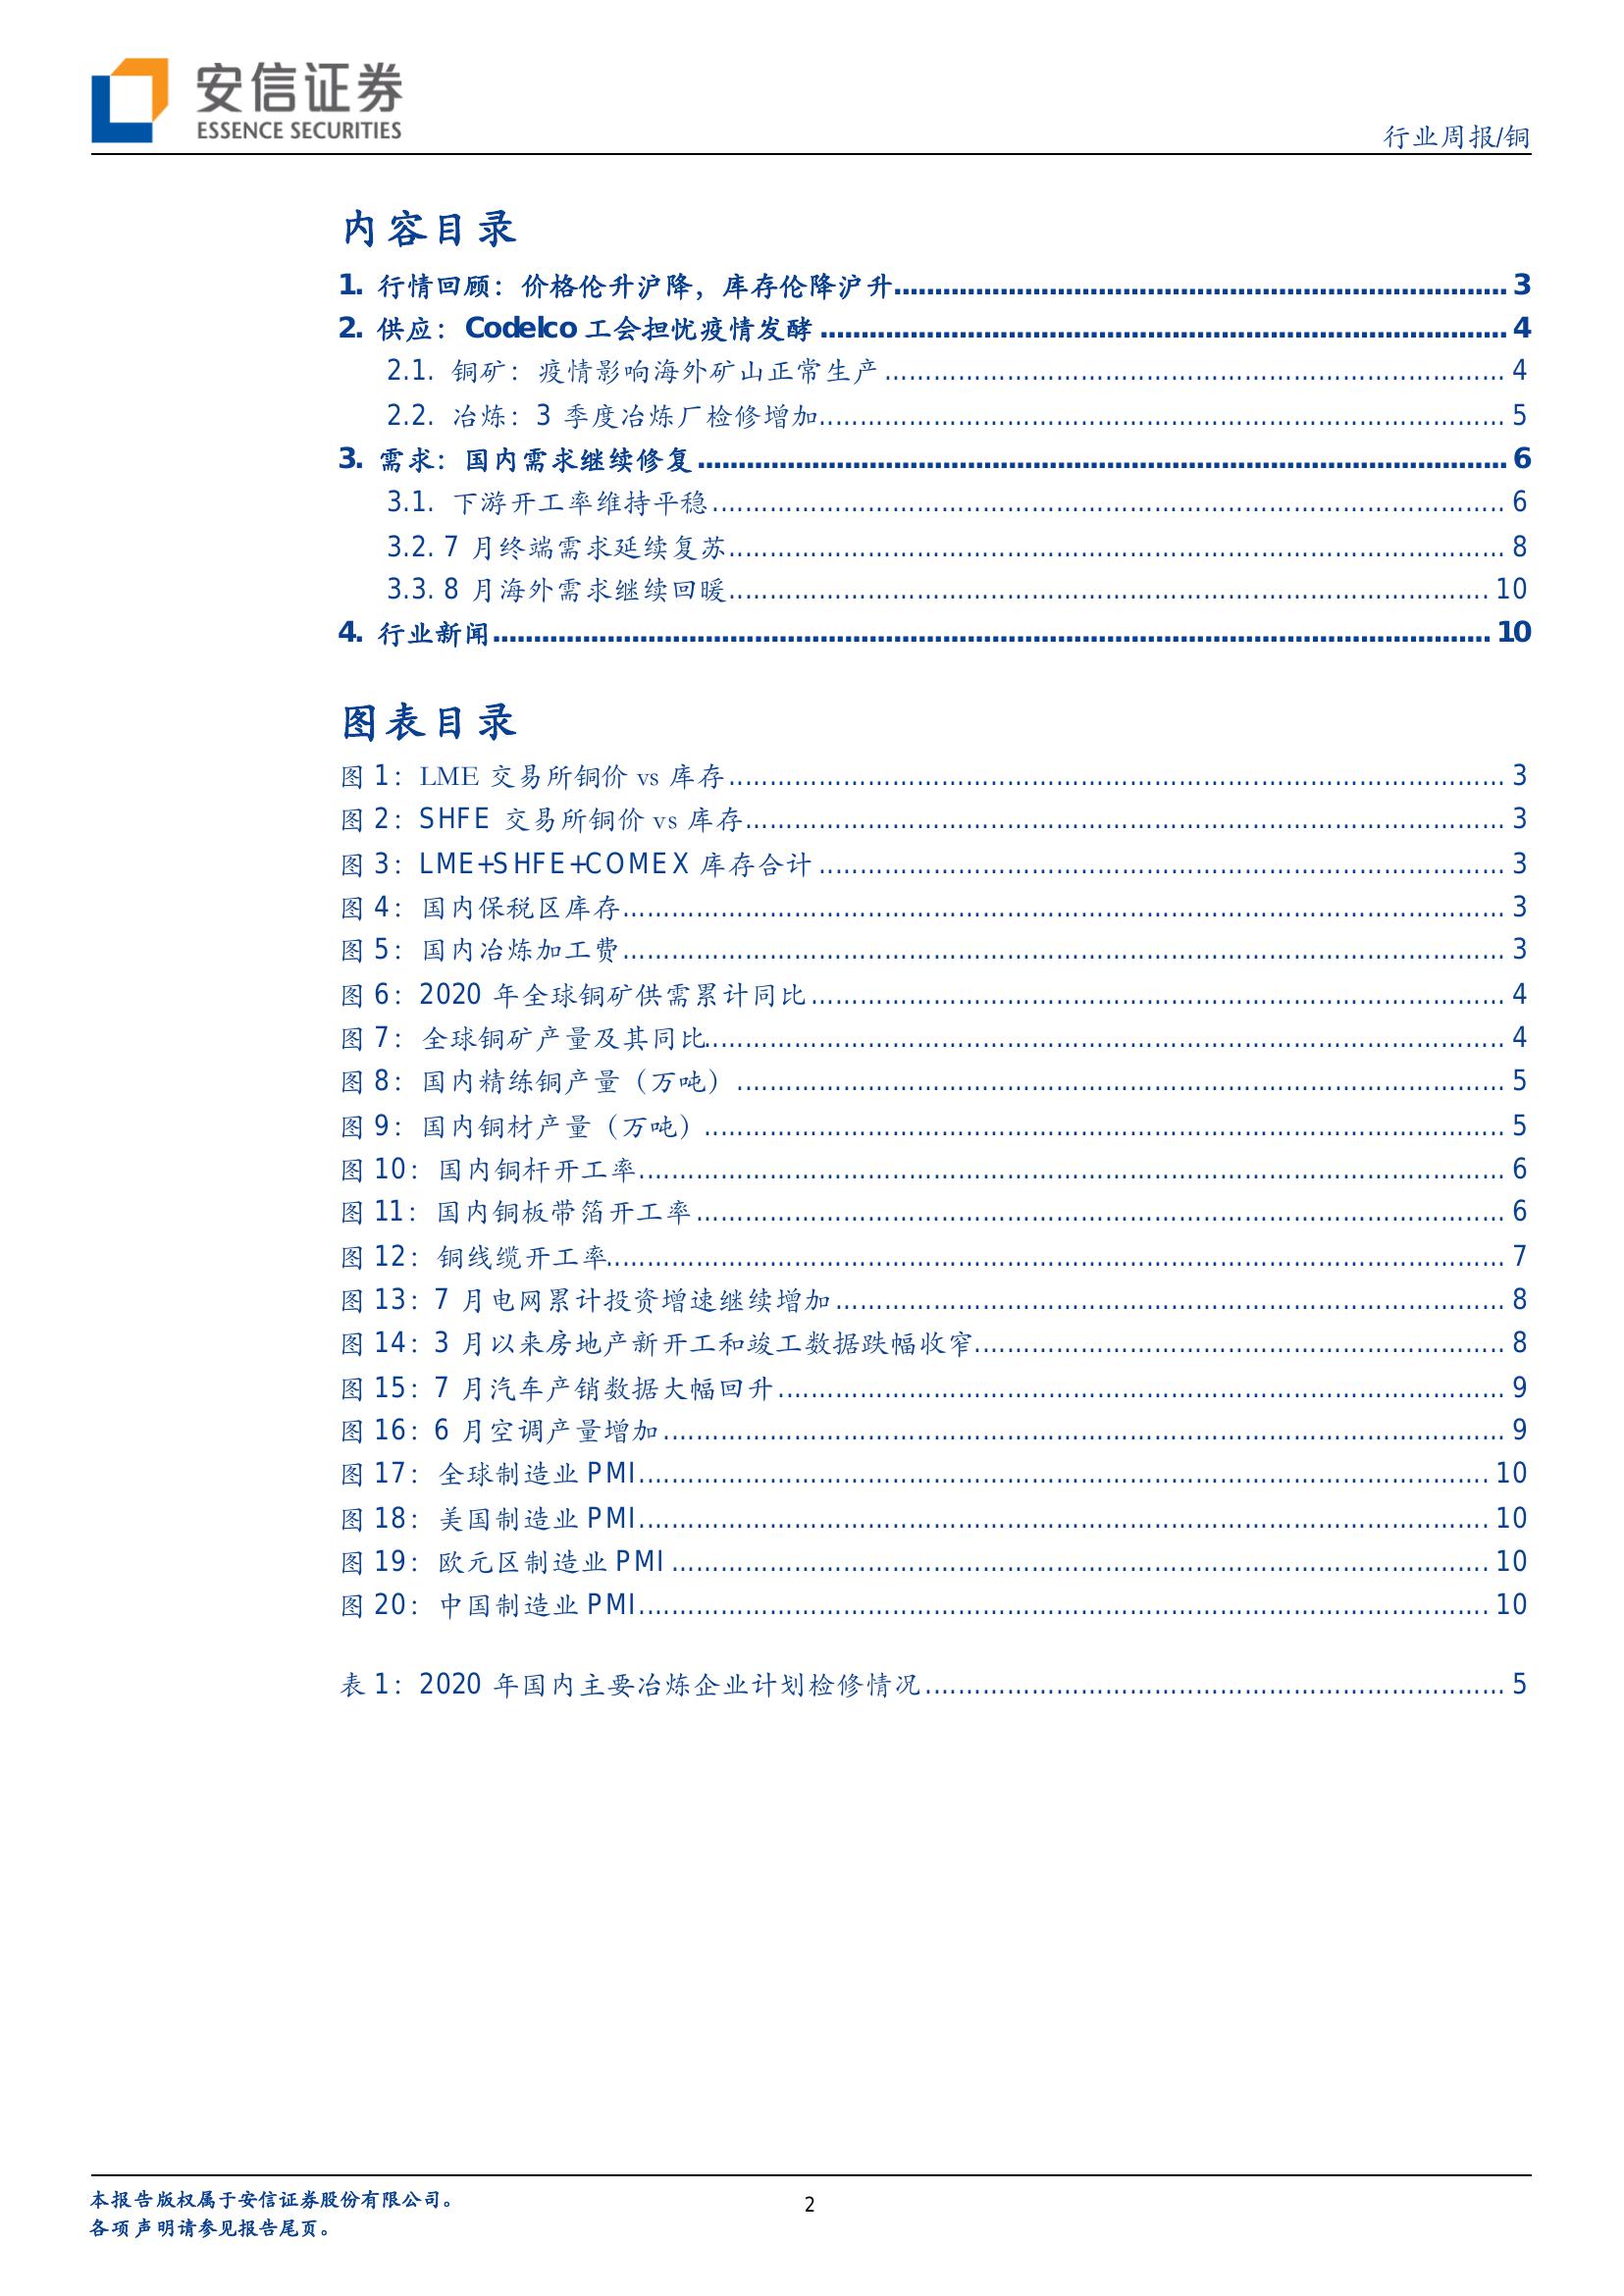 安信证券
ESSENCE SECURITIES
行业周报/铜
内容目录
1. 行情回顾：价格伦升沪降，库存伦降沪升........................................ 3
2. 供应：Codelco 工会担忧疫情发酵........................................ 4
2.1. 铜矿：疫情影响海外矿山正常生产........................................ 4
2.2. 冶炼：3 季度冶炼厂检修增加........................................ 5
3. 需求：国内需求继续修复........................................ 6
3.1. 下游开工率维持平稳........................................ 6
3.2. 7 月终端需求延续复苏........................................ 8
3.3. 8 月海外需求继续回暖........................................ 10
4. 行业新闻........................................ 10
图表目录
图 1：LME 交易所铜价 vs 库存........................................ 3
图 2：SHFE 交易所铜价 vs 库存........................................ 3
图 3：LME+SHFE+COMEX 库存合计........................................ 3
图 4：国内保税区库存........................................ 3
图 5：国内冶炼加工费........................................ 3
图 6：2020 年全球铜矿供需累计同比........................................ 4
图 7：全球铜矿产量及其同比........................................ 4
图 8：国内精练铜产量（万吨）........................................ 5
图 9：国内铜材产量（万吨）........................................ 5
图 10：国内铜杆开工率........................................ 6
图 11：国内铜板带箔开工率........................................ 6
图 12：铜线缆开工率........................................ 7
图 13：7 月电网累计投资增速继续增加........................................ 8
图 14：3 月以来房地产新开工和竣工数据跌幅收窄........................................ 8
图 15：7 月汽车产销数据大幅回升........................................ 9
图 16：6 月空调产量增加........................................ 9
图 17：全球制造业 PMI........................................ 10
图 18：美国制造业 PMI........................................ 10
图 19：欧元区制造业 PMI........................................ 10
图 20：中国制造业 PMI........................................ 10
表 1：2020 年国内主要冶炼企业计划检修情况........................................ 5
本报告版权属于安信证券股份有限公司。
2
各项声明请参见报告尾页。